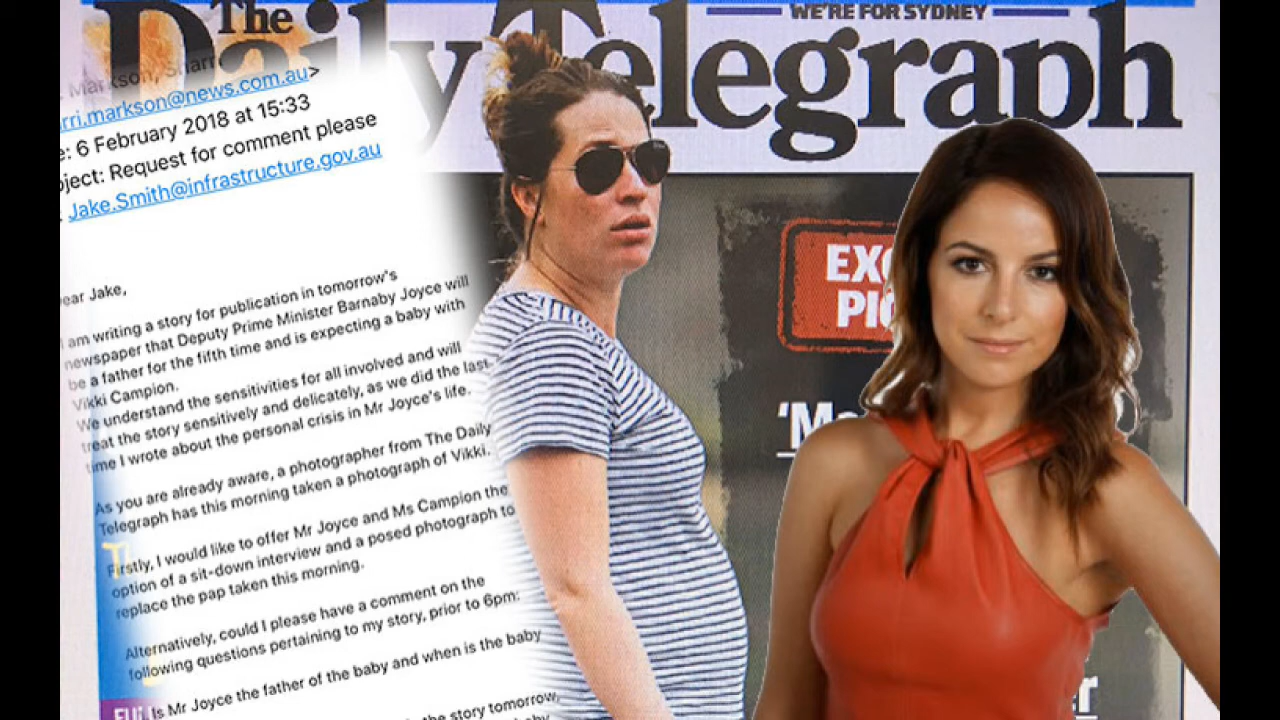 The
Daily Telegraph
WE'RE FOR SYDNEY
Markson, Sharri
rri.markson@news.com.au>
e: 6 February 2018 at 15:33
ject: Request for comment please
Jake.Smith@infrastructure.gov.au
ear Jake,
I am writing a story for publication in tomorrow's
newspaper that Deputy Prime Minister Barnaby Joyce will
be a father for the fifth time and is expecting a baby with
Vikki Campion.
We understand the sensitivities for all involved and will
treat the story sensitively and delicately, as we did the last
time I wrote about the personal crisis in Mr Joyce's life.
As you are already aware, a photographer from The Daily
Telegraph has this morning taken a photograph of Vikki.
Firstly, I would like to offer Mr Joyce and Ms Campion the
option of a sit-down interview and a posed photograph to
replace the pap taken this morning.
Alternatively, could I please have a comment on the
following questions pertaining to my story, prior to 6pm:
Is Mr Joyce the father of the baby and when is the baby
the story tomorrow,
baby
EXC
PIC
'M